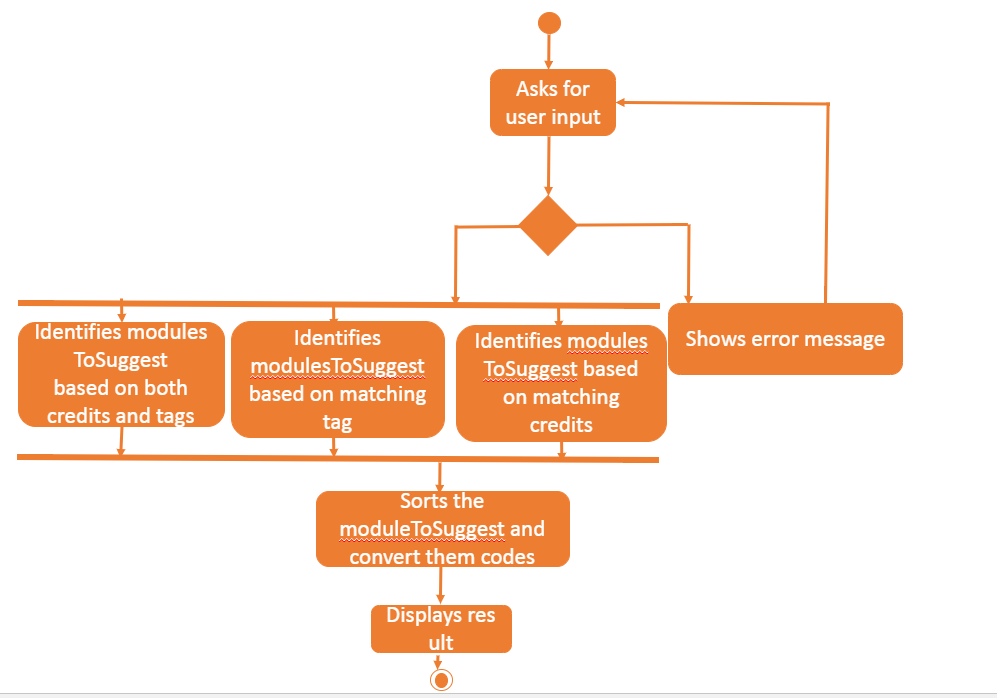 Asks for
user input
Identifies modules
ToSuggest
based on both
credits and tags
Identifies
modulesToSuggest
based on matching
tag
Identifies modules
ToSuggest based
on matching
credits
Shows error message
Sorts the
moduleToSuggest and
convert them codes
Displays res
ult